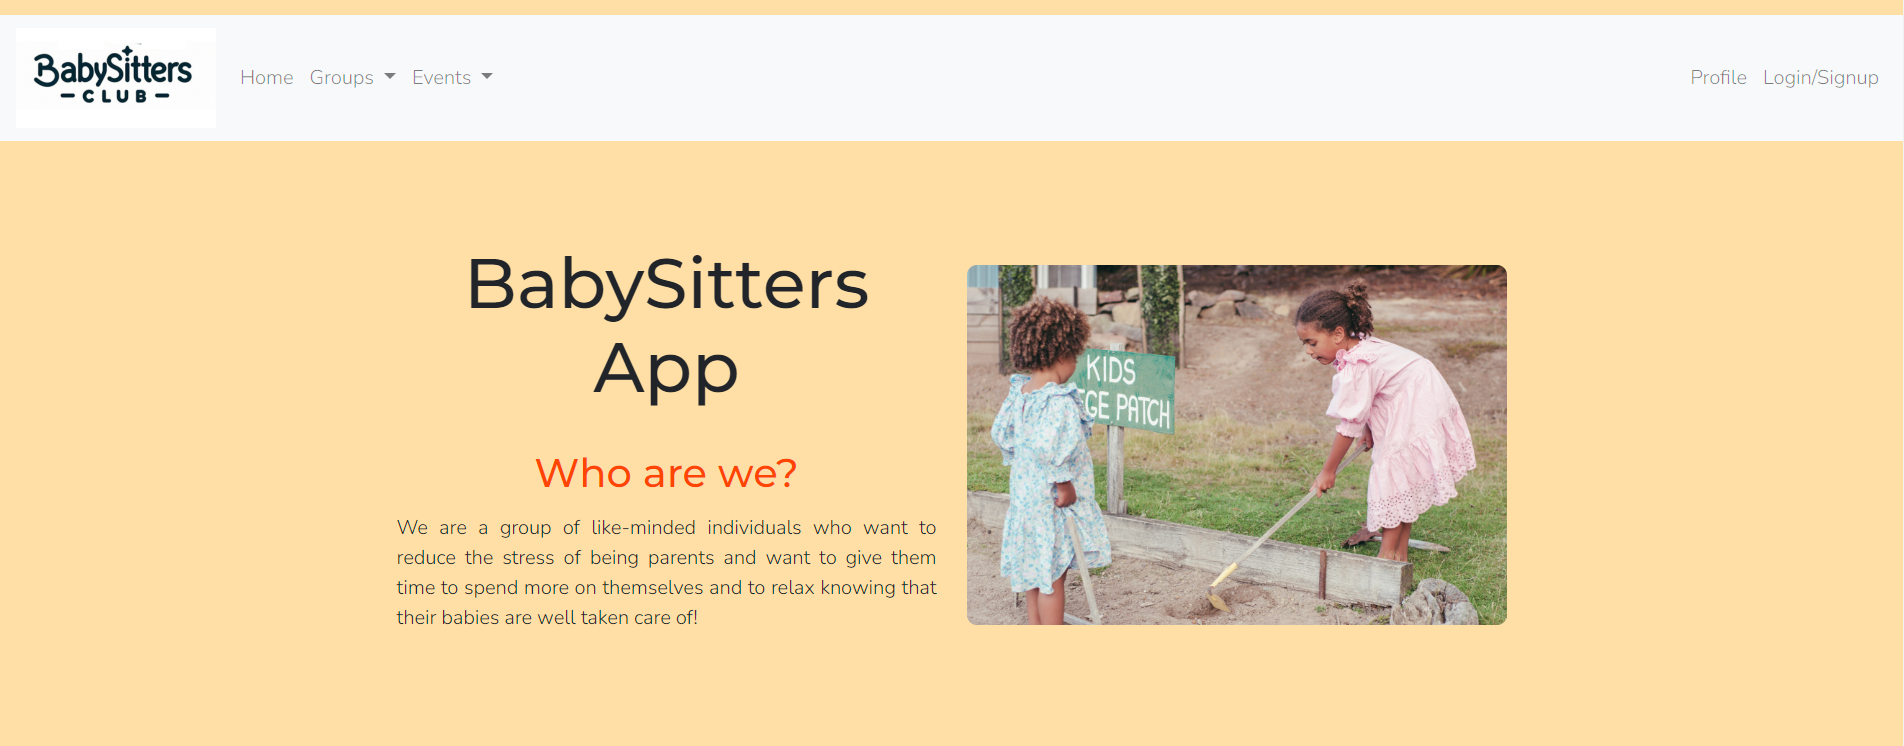 BabySitters
- CLUB -
Home Groups Events
Profile Login/Signup
BabySitters
App
Who are we?
We are a group of like-minded individuals who want to
reduce the stress of being parents and want to give them
time to spend more on themselves and to relax knowing that
their babies are well taken care of!
KIDS
GE PATCH